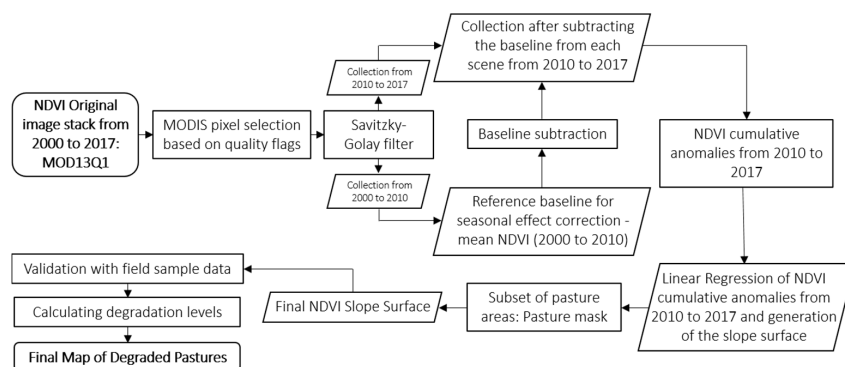 NDVI Original
image stack from
2000 to 2017:
MOD13Q1
MODIS pixel selection
based on quality flags
Savitzky-
Golay filter
Collection from
2010 to 2017
Collection from
2000 to 2010
Collection after subtracting
the baseline from each
scene from 2010 to 2017
Baseline subtraction
Reference baseline for
seasonal effect correction -
mean NDVI (2000 to 2010)
NDVI cumulative
anomalies from 2010 to
2017
Linear Regression of NDVI
cumulative anomalies from
2010 to 2017 and generation
of the slope surface
Subset of pasture
areas: Pasture mask
Final NDVI Slope Surface
Validation with field sample data
Calculating degradation levels
Final Map of Degraded Pastures